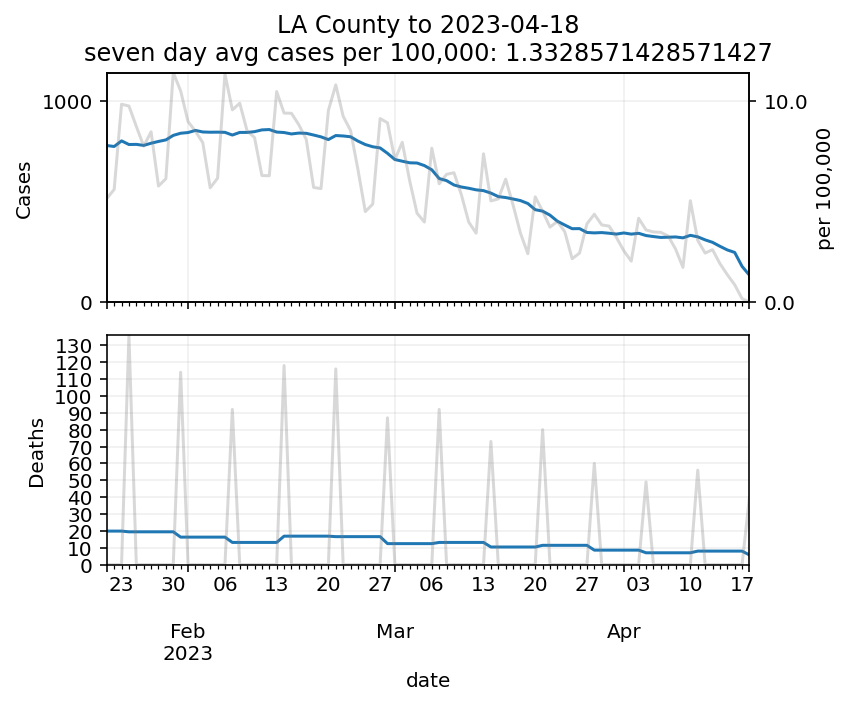 LA County to 2023-04-18
seven day avg cases per 100,000: 1.3328571428571427
1000
0
Cases
10.0
0.0
per 100,000
130
120
110
100
90
80
70
60
50
40
30
20
10
0
Deaths
23 30 06 13 20 27 06 13 20 27 03 10 17
Feb Mar Apr
2023
date